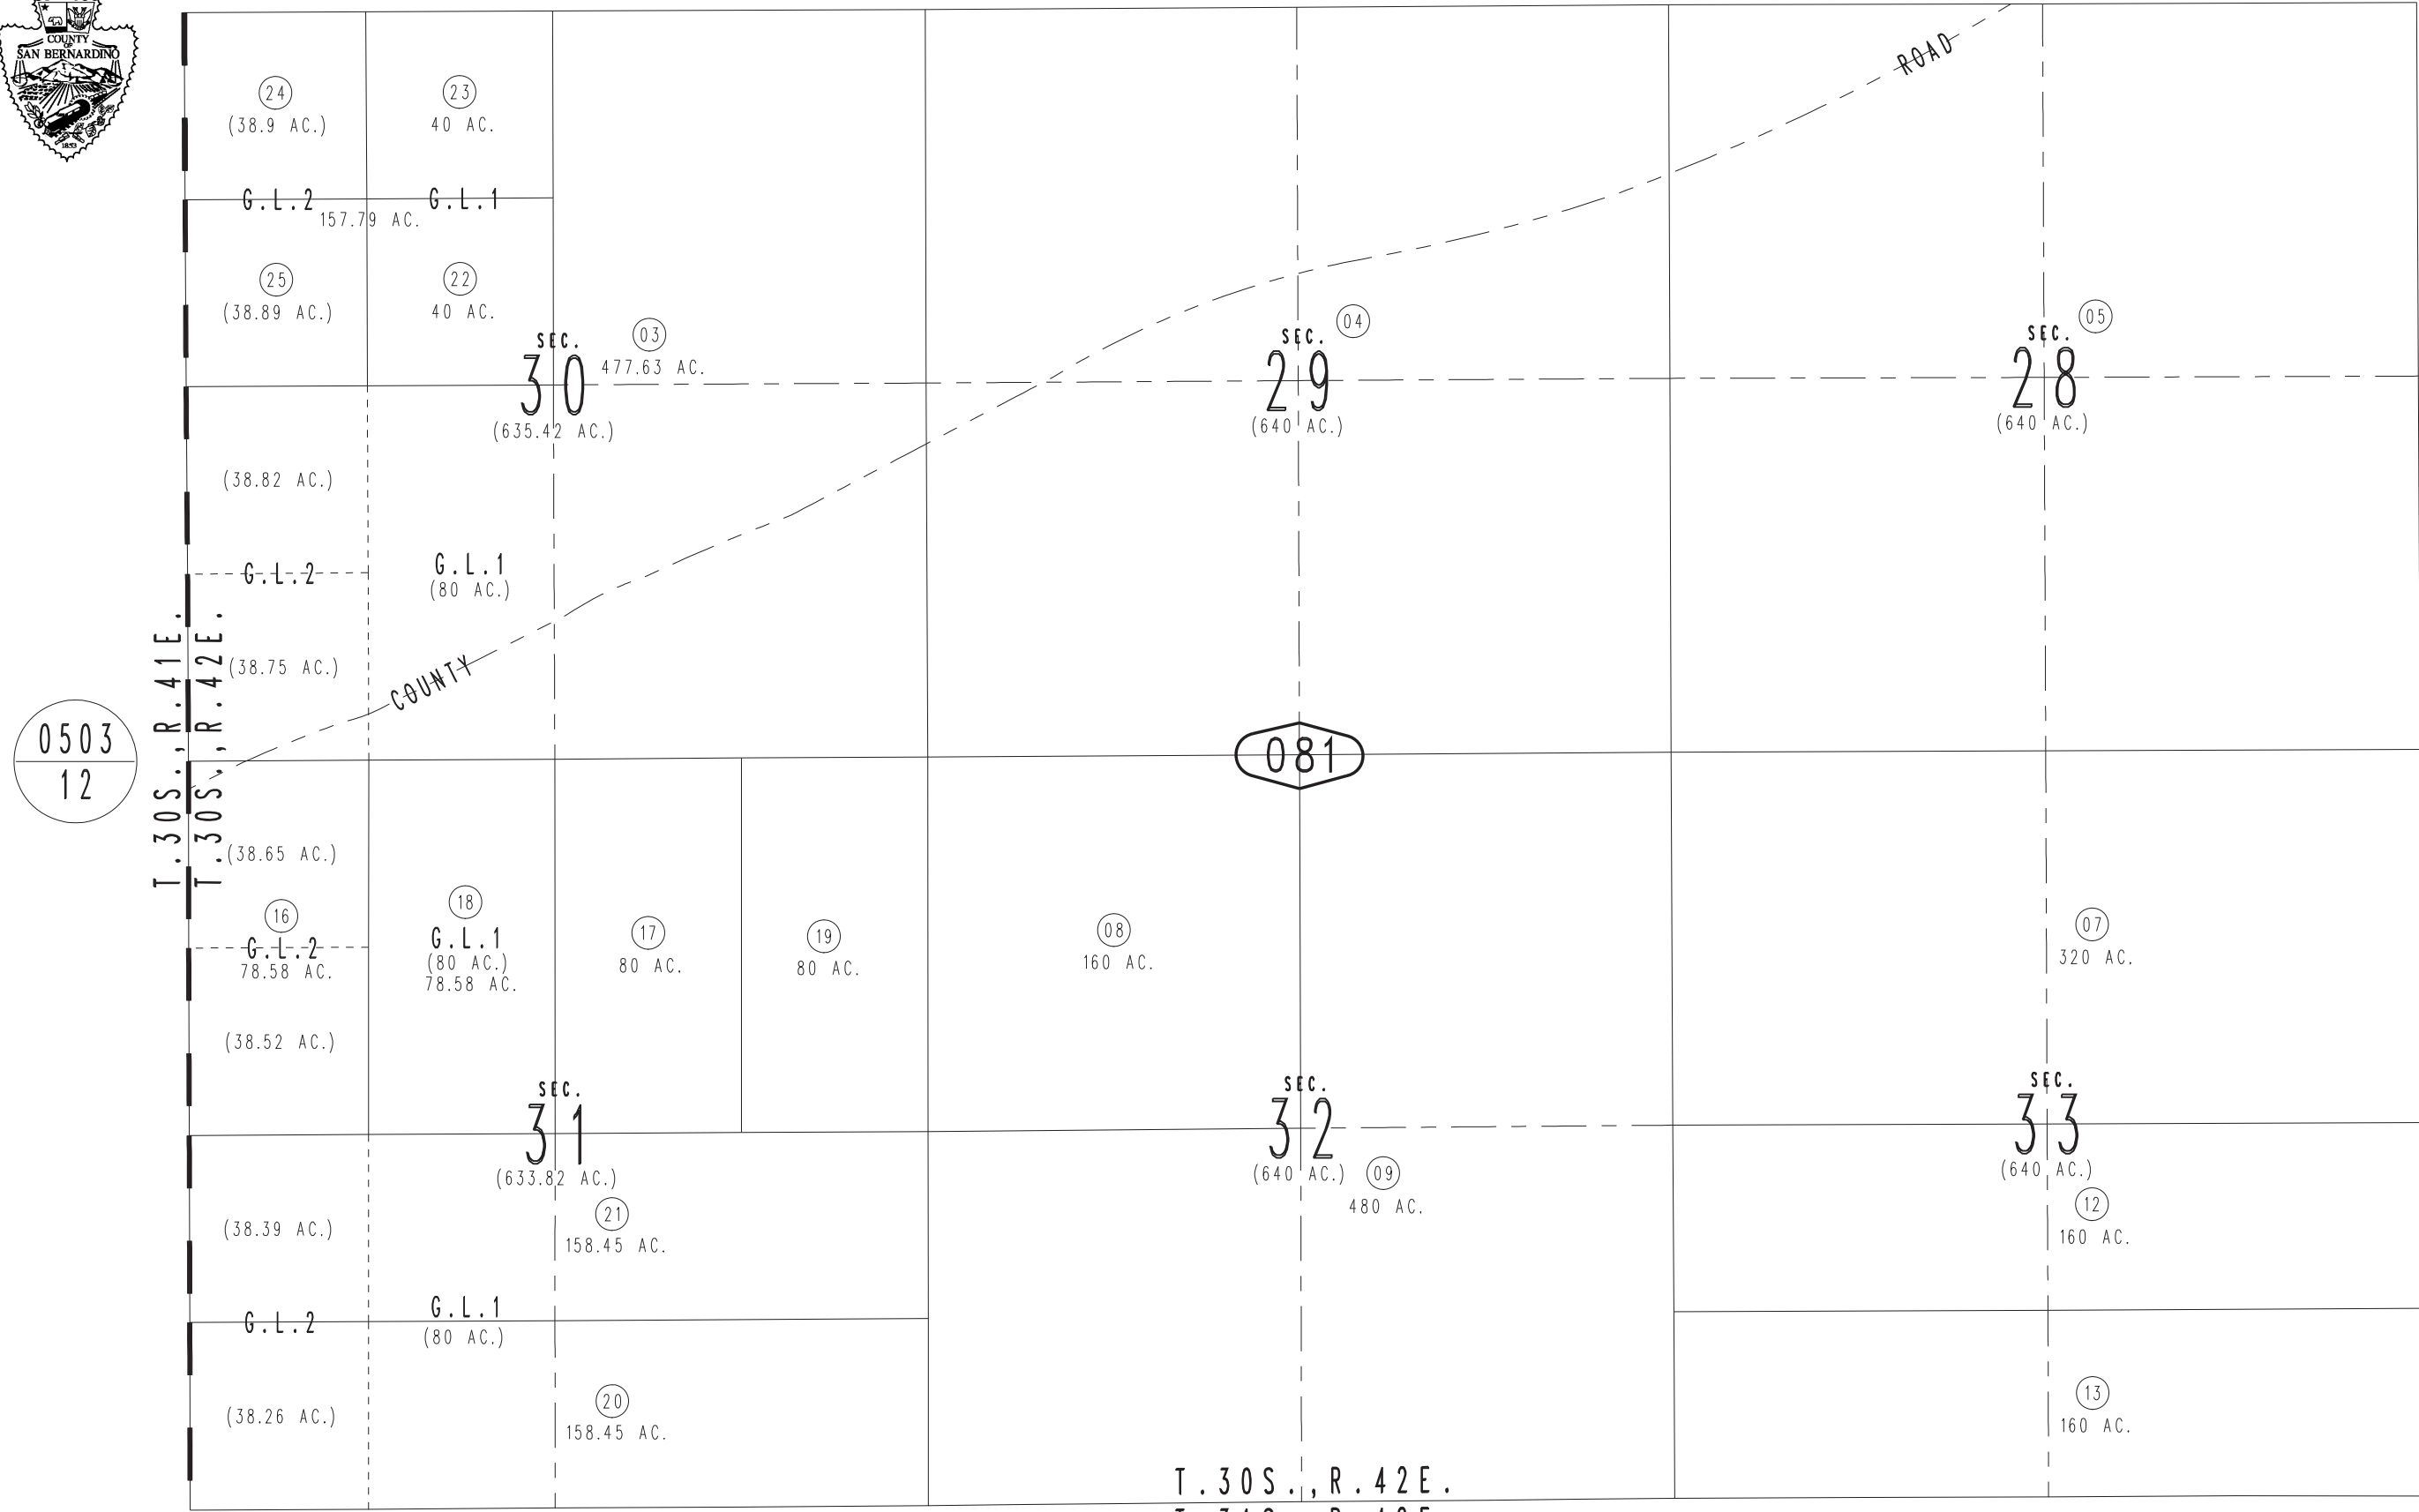 COUNTY
OF
SAN BERNARDINO
1853
24
(38.9 AC.)
23
40 AC.
G.L.2
G.L.1
157.79 AC.
25
(38.89 AC.)
22
40 AC.
ROAD
SEC.
30
(635.42 AC.)
03
477.63 AC.
SEC.
29
(640 AC.)
04
SEC.
28
(640 AC.)
05
(38.82 AC.)
G.L.2
G.L.1
(80 AC.)
(38.75 AC.)
COUNTY
T.30S.,R.41E.
T.30S.,R.42E.
0503
12
081
(38.65 AC.)
16
G.L.2
78.58 AC.
(38.52 AC.)
18
G.L.1
(80 AC.)
78.58 AC.
17
80 AC.
19
80 AC.
08
160 AC.
07
320 AC.
SEC.
31
(633.82 AC.)
SEC.
32
(640 AC.)
09
480 AC.
SEC.
33
(640 AC.)
12
160 AC.
(38.39 AC.)
21
158.45 AC.
G.L.2
G.L.1
(80 AC.)
(38.26 AC.)
20
158.45 AC.
13
160 AC.
T.30S.,R.42E.